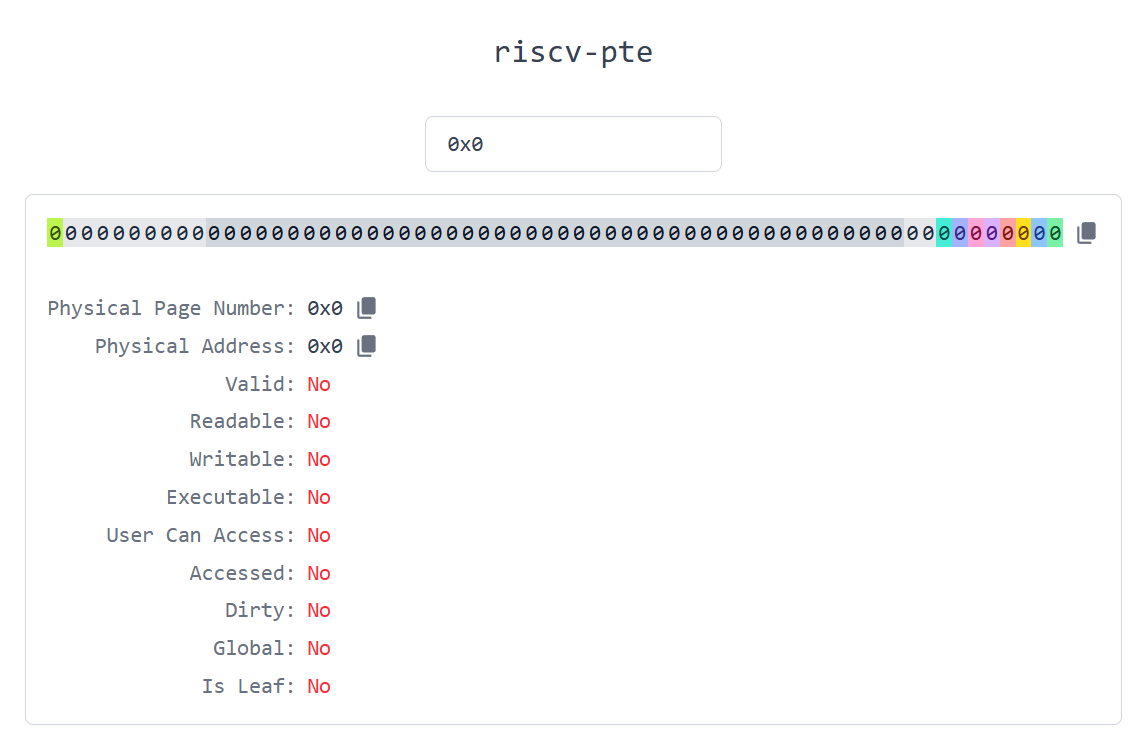 riscv-pte
0x0
0000000000000000000000000000000000000000000000000000000000000000
Physical Page Number: 0x0
Physical Address: 0x0
Valid: No
Readable: No
Writable: No
Executable: No
User Can Access: No
Accessed: No
Dirty: No
Global: No
Is Leaf: No